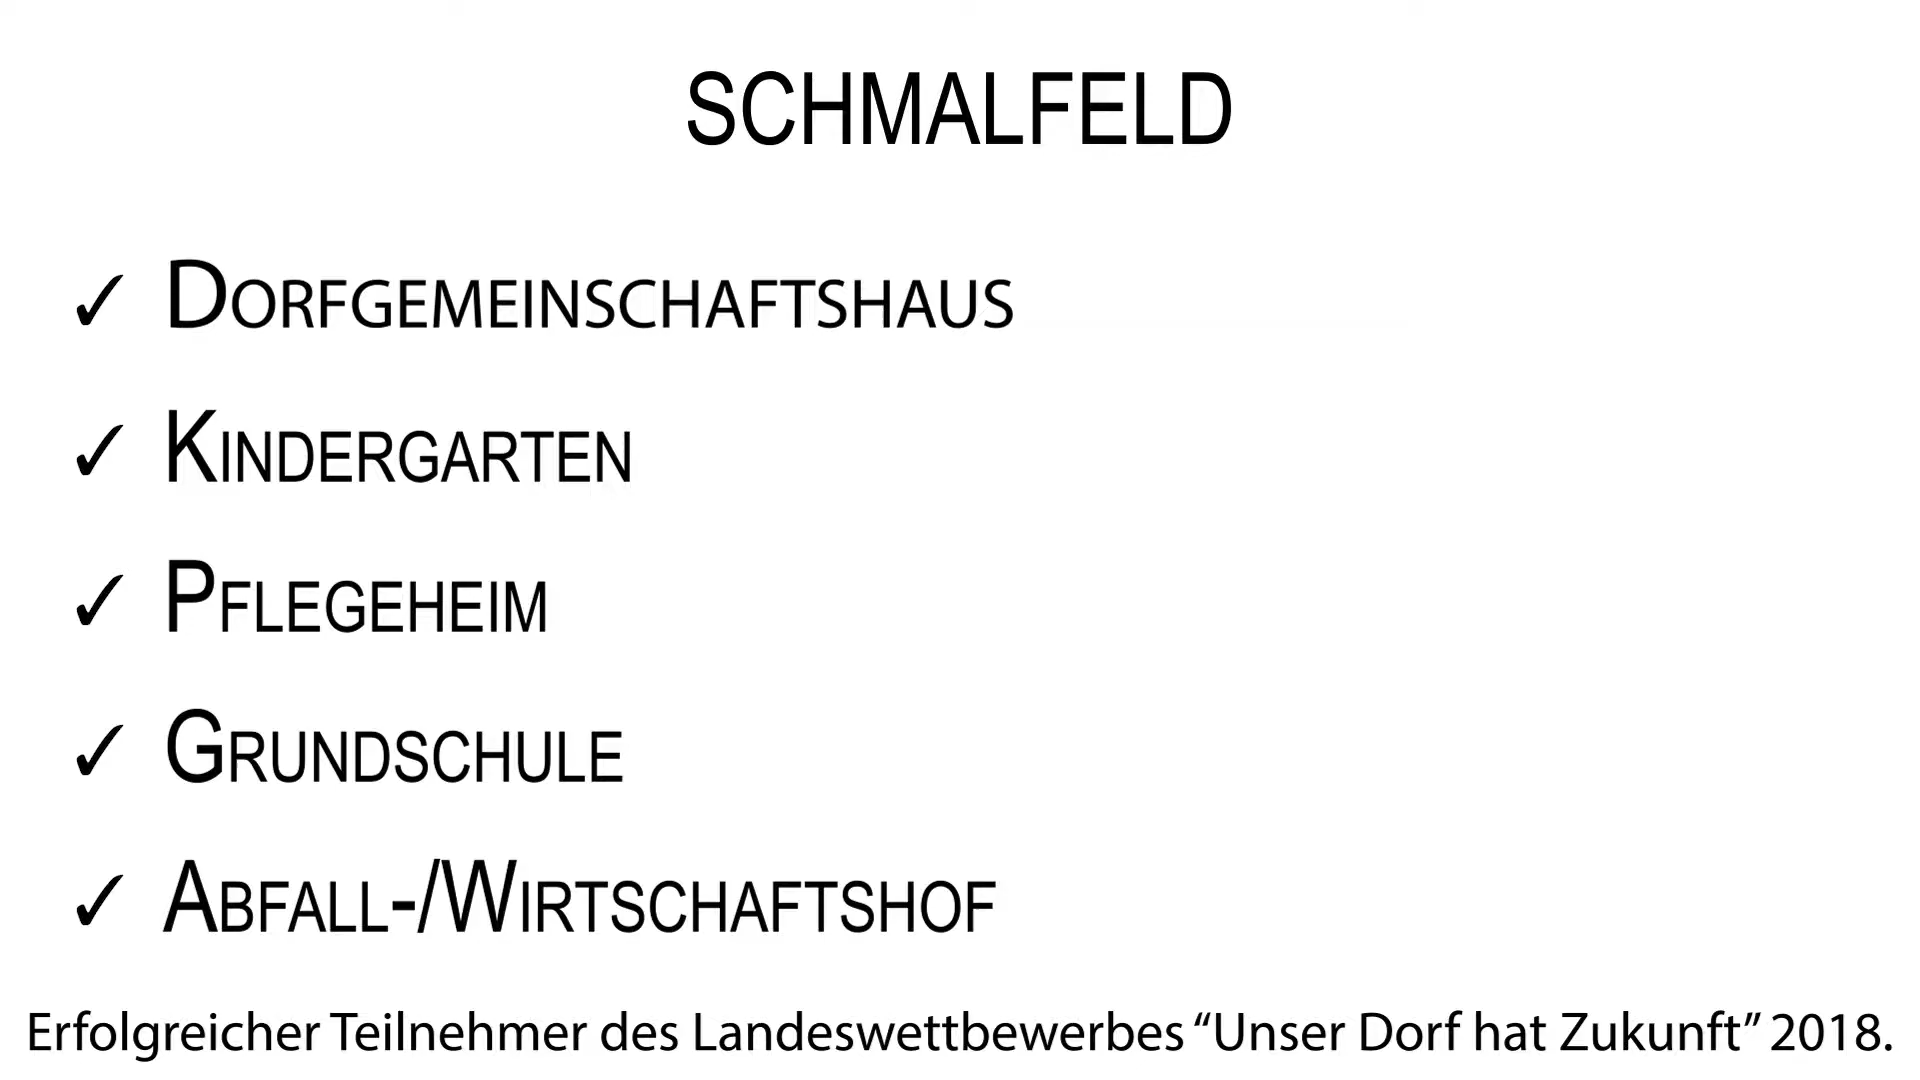 SCHMALFELD
✓ DORFGEMEINSCHAFTSHAUS
✓ KINDERGARTEN
✓ PFLEGEHEIM
✓ GRUNDSCHULE
✓ ABFALL-/WIRTSCHAFTSHOF
Erfolgreicher Teilnehmer des Landeswettbewerbes “Unser Dorf hat Zukunft” 2018.